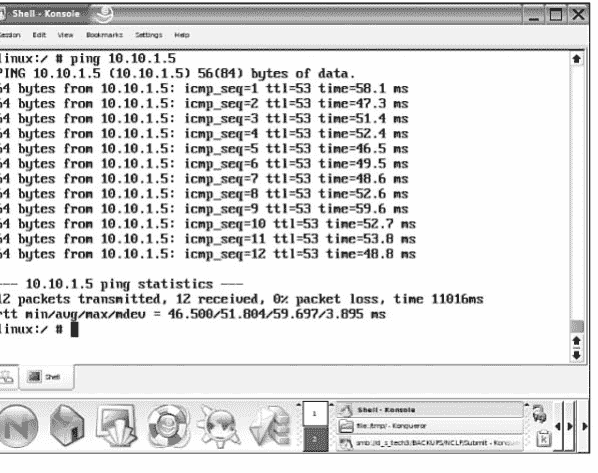 Shell - Konsole
Session Edit View Bookmarks Settings Help
linux:/ # ping 10.10.1.5
PING 10.10.1.5 (10.10.1.5) 56(84) bytes of data.
64 bytes from 10.10.1.5: icmp_seq=1 ttl=53 time=58.1 ms
64 bytes from 10.10.1.5: icmp_seq=2 ttl=53 time=47.3 ms
64 bytes from 10.10.1.5: icmp_seq=3 ttl=53 time=51.4 ms
64 bytes from 10.10.1.5: icmp_seq=4 ttl=53 time=52.4 ms
64 bytes from 10.10.1.5: icmp_seq=5 ttl=53 time=46.5 ms
64 bytes from 10.10.1.5: icmp_seq=6 ttl=53 time=49.5 ms
64 bytes from 10.10.1.5: icmp_seq=7 ttl=53 time=48.6 ms
64 bytes from 10.10.1.5: icmp_seq=8 ttl=53 time=52.6 ms
64 bytes from 10.10.1.5: icmp_seq=9 ttl=53 time=59.6 ms
64 bytes from 10.10.1.5: icmp_seq=10 ttl=53 time=52.7 ms
64 bytes from 10.10.1.5: icmp_seq=11 ttl=53 time=53.8 ms
64 bytes from 10.10.1.5: icmp_seq=12 ttl=53 time=48.8 ms
--- 10.10.1.5 ping statistics ---
12 packets transmitted, 12 received, 0% packet loss, time 11016ms
rtt min/avg/max/mdev = 46.500/51.804/59.697/3.895 ms
linux:/ #
Shell
N
1
Shell - Konsole
file:/tmp/ - Konqueror
2